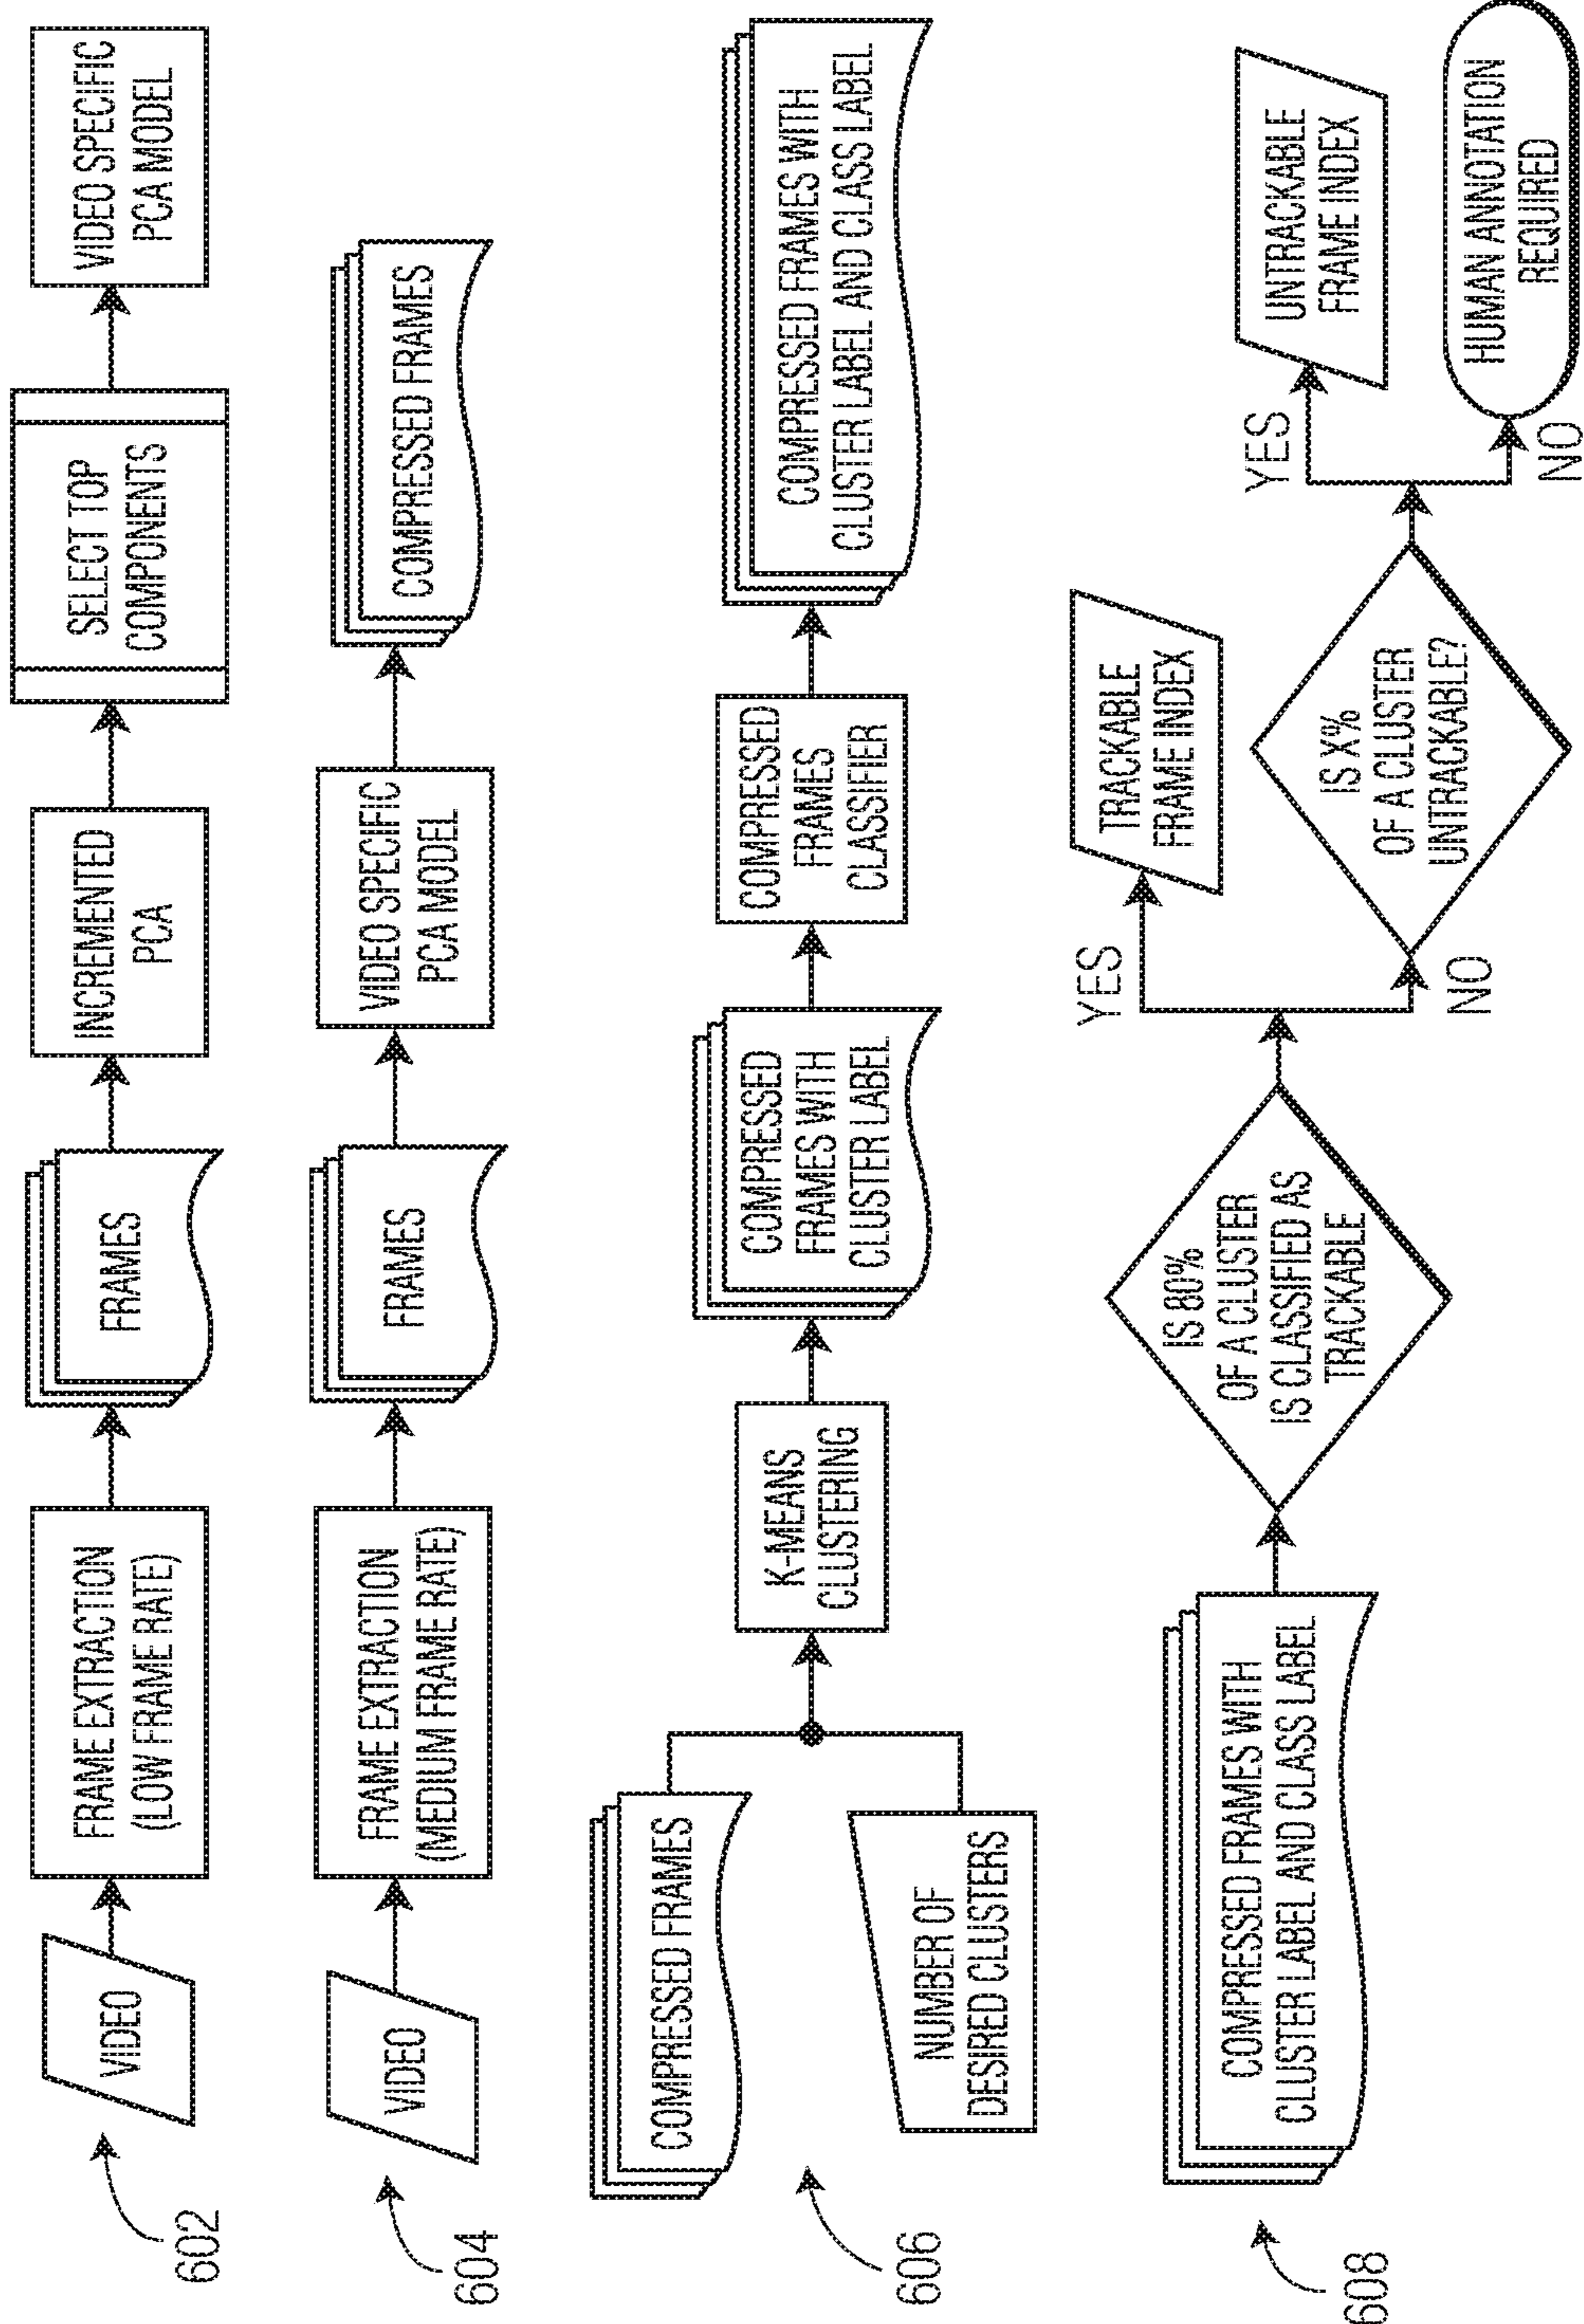 602
VIDEO
FRAME EXTRACTION
(LOW FRAME RATE)
FRAMES
INCREMENTED
PCA
SELECT TOP
COMPONENTS
VIDEO SPECIFIC
PCA MODEL
604
VIDEO
FRAME EXTRACTION
(MEDIUM FRAME RATE)
FRAMES
VIDEO SPECIFIC
PCA MODEL
COMPRESSED FRAMES
606
COMPRESSED FRAMES
NUMBER OF
DESIRED CLUSTERS
K-MEANS
CLUSTERING
COMPRESSED
FRAMES WITH
CLUSTER LABEL
COMPRESSED
FRAMES
CLASSIFIER
COMPRESSED FRAMES WITH
CLUSTER LABEL AND CLASS LABEL
608
COMPRESSED FRAMES WITH
CLUSTER LABEL AND CLASS LABEL
IS 80%
OF A CLUSTER
IS CLASSIFIED AS
TRACKABLE
YES
TRACKABLE
FRAME INDEX
NO
IS X%
OF A CLUSTER
UNTRACKABLE?
YES
UNTRACKABLE
FRAME INDEX
NO
HUMAN ANNOTATION
REQUIRED